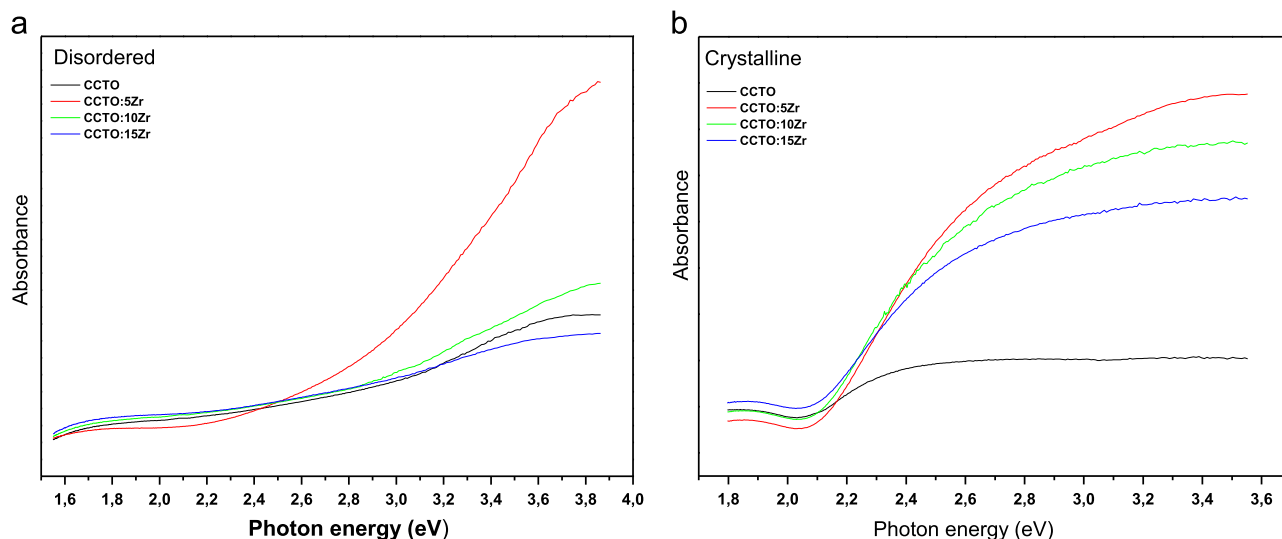 a
Disordered
CCTO
CCTO:5Zr
CCTO:10Zr
CCTO:15Zr
Absorbance
1,6 1,8 2,0 2,2 2,4 2,6 2,8 3,0 3,2 3,4 3,6 3,8 4,0
Photon energy (eV)
b
Crystalline
CCTO
CCTO:5Zr
CCTO:10Zr
CCTO:15Zr
Absorbance
1,8 2,0 2,2 2,4 2,6 2,8 3,0 3,2 3,4 3,6
Photon energy (eV)